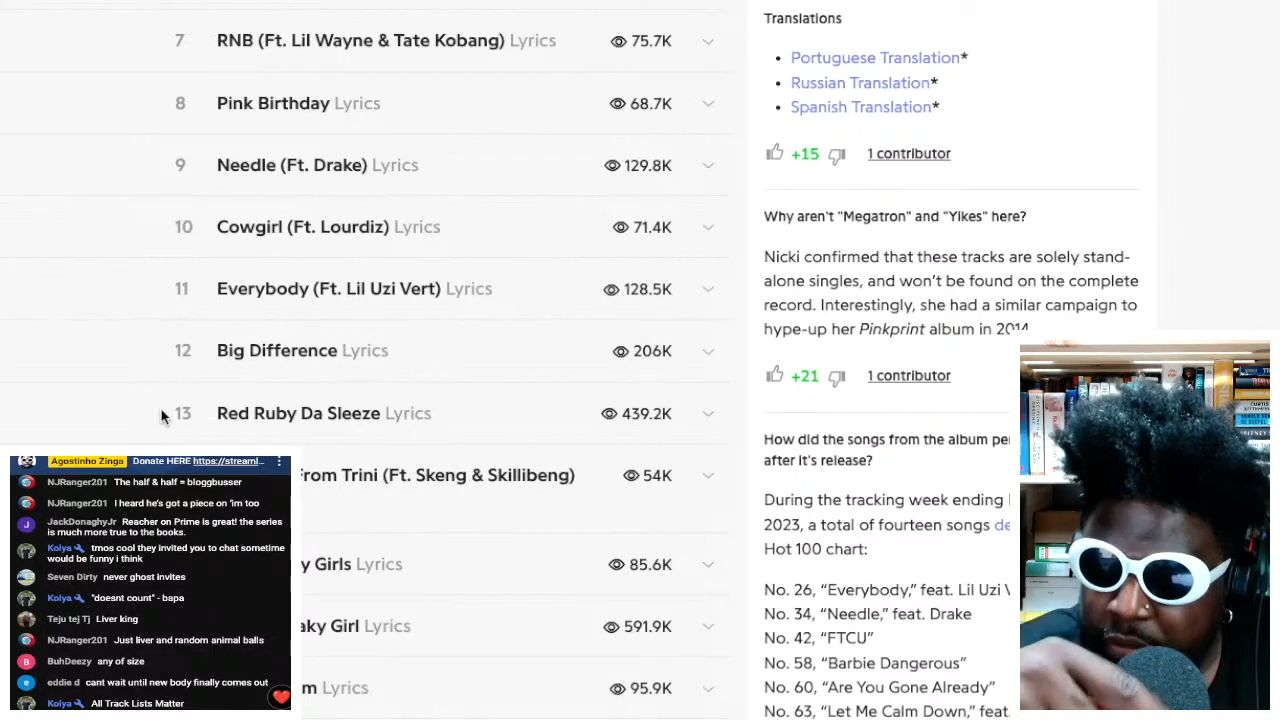 7 RNB (Ft. Lil Wayne & Tate Kobang) Lyrics 75.7K
8 Pink Birthday Lyrics 68.7K
9 Needle (Ft. Drake) Lyrics 129.8K
10 Cowgirl (Ft. Lourdiz) Lyrics 71.4K
11 Everybody (Ft. Lil Uzi Vert) Lyrics 128.5K
12 Big Difference Lyrics 206K
13 Red Ruby Da Sleeze Lyrics 439.2K
From Trini (Ft. Skeng & Skillibeng) 54K
y Girls Lyrics 85.6K
aky Girl Lyrics 591.9K
m Lyrics 95.9K
Translations
• Portuguese Translation*
• Russian Translation*
• Spanish Translation*
+15 1 contributor
Why aren't "Megatron" and "Yikes" here?
Nicki confirmed that these tracks are solely stand-
alone singles, and won't be found on the complete
record. Interestingly, she had a similar campaign to
hype-up her Pinkprint album in 2014
+21 1 contributor
How did the songs from the album pe
after It's release?
During the tracking week ending
2023, a total of fourteen songs de
Hot 100 chart:
No. 26, “Everybody,” feat. Lil Uzi V
No. 34, “Needle,” feat. Drake
No. 42, “FTCU”
No. 58, “Barbie Dangerous”
No. 60, “Are You Gone Already”
No. 63, “Let Me Calm Down,” feat.
Agostinho Zinga Donate HERE https://streaml...
NJRanger201 The half & half = bloggbusser
NJRanger201 I heard he's got a piece on 'im too
JackDonaghyJr Reacher on Prime is great! the series
is much more true to the books.
Kolya tmos cool they invited you to chat sometime
would be funny i think
Seven Dirty never ghost invites
Kolya "doesnt count" - bapa
Teju tej Tj Liver king
NJRanger201 Just liver and random animal balls
B BuhDeezy any of size
e eddie d cant wait until new body finally comes out
Kolya All Track Lists Matter